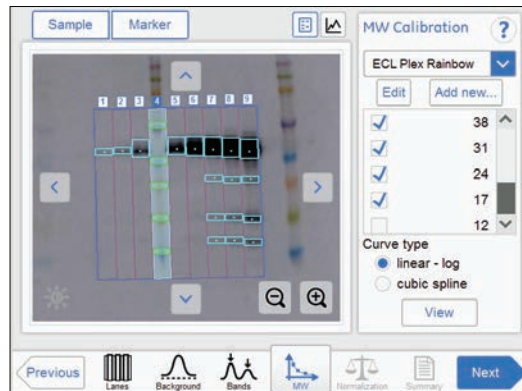 Sample
Marker
MW Calibration
?
ECL Plex Rainbow
Edit
Add new...
1 2 3 4 5 6 7 8 9
38
31
24
17
12
Curve type
linear - log
cubic spline
View
Previous
Lanes
Background
Bands
MW
Normalization
Summary
Next